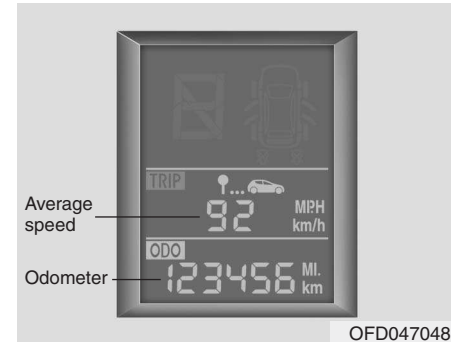 TRIP
Average
speed
92
MPH
km/h
ODO
Odometer
123456
MI.
km
OFD047048